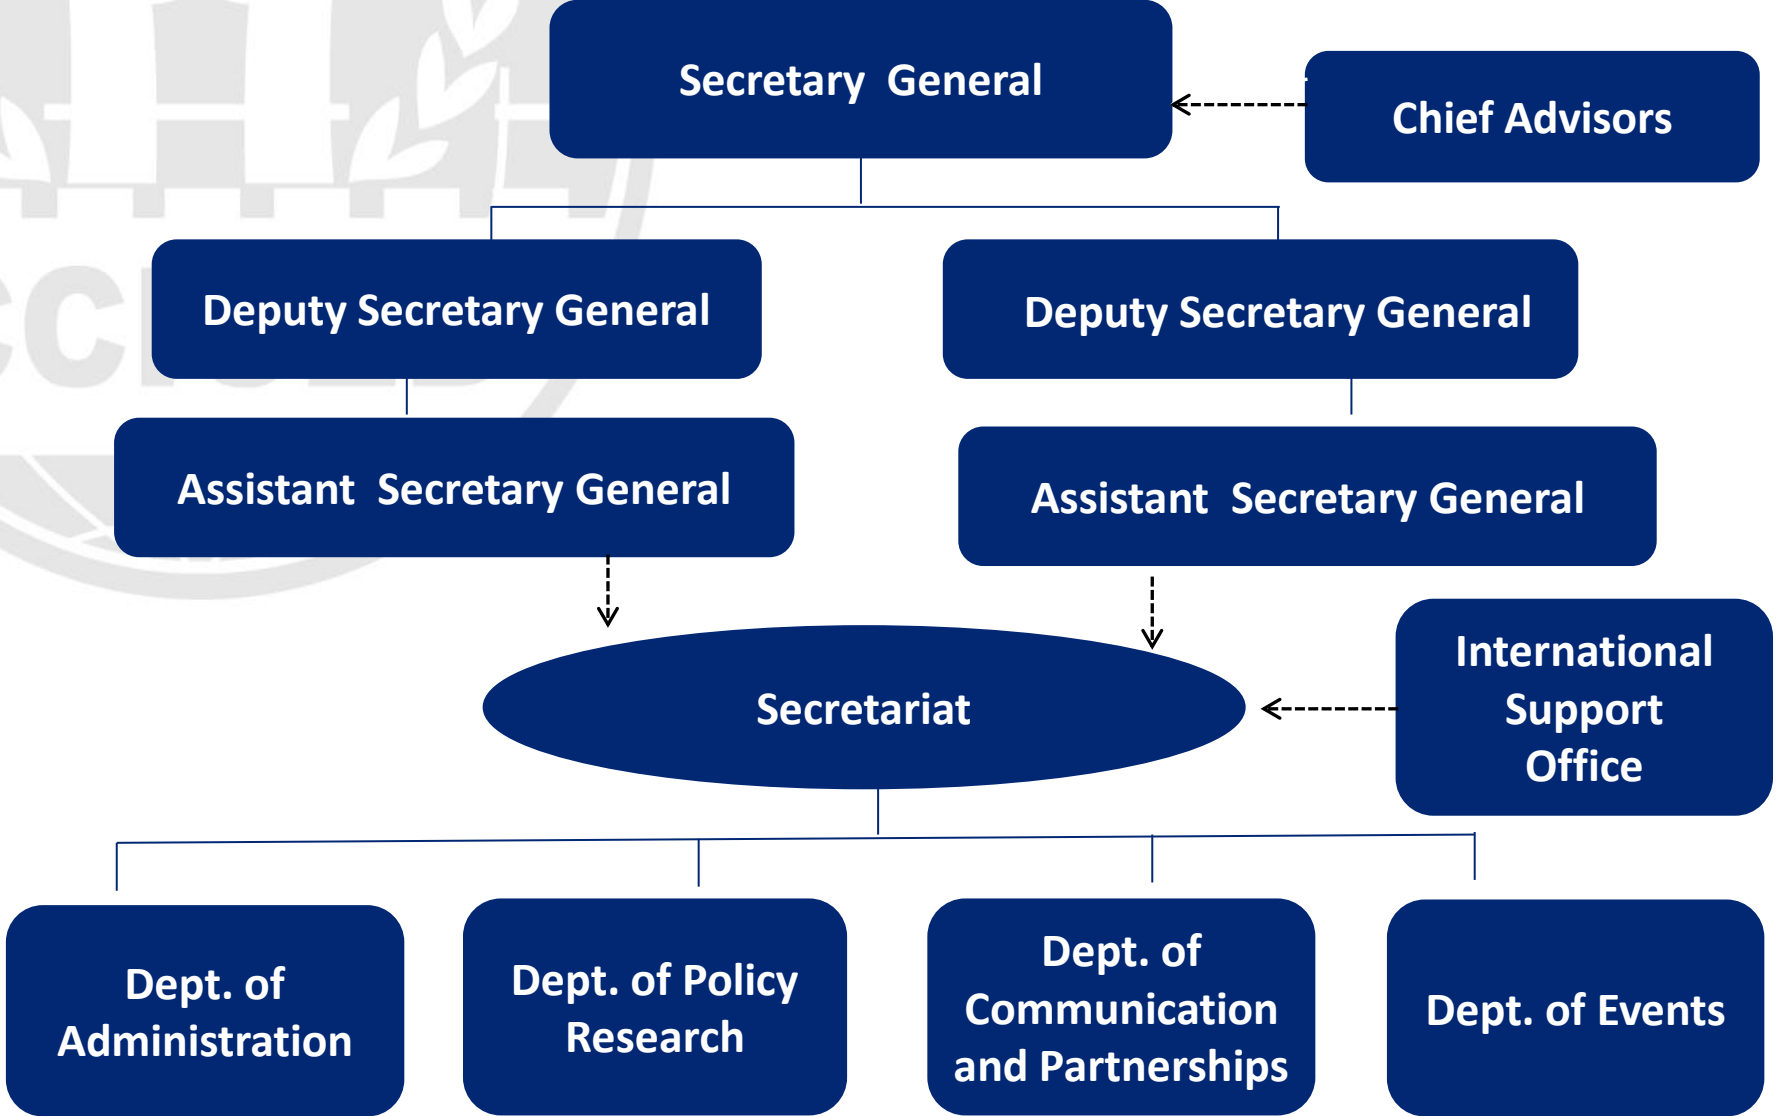 Secretary General
Chief Advisors
Deputy Secretary General
Deputy Secretary General
Assistant Secretary General
Assistant Secretary General
Secretariat
International
Support
Office
Dept. of
Administration
Dept. of Policy
Research
Dept. of
Communication
and Partnerships
Dept. of Events